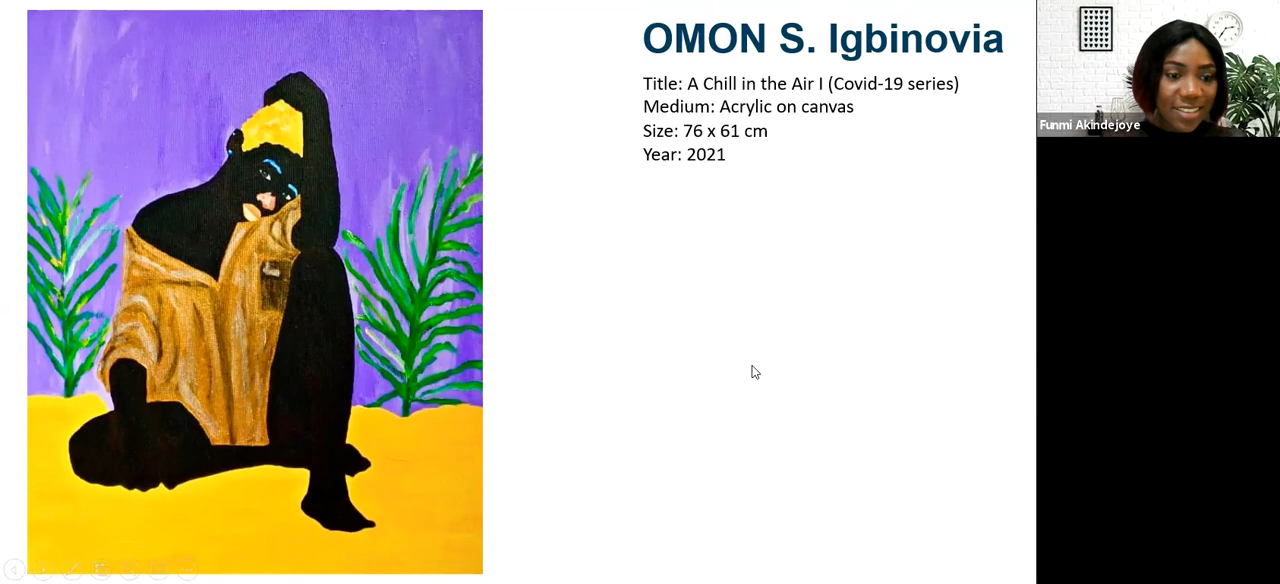 OMON S. Igbinovia
Title: A Chill in the Air I (Covid-19 series)
Medium: Acrylic on canvas
Size: 76 x 61 cm
Year: 2021
Funmi Akindejoye